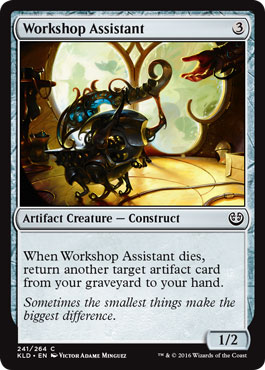 Workshop Assistant 3
Artifact Creature — Construct
When Workshop Assistant dies,
return another target artifact card
from your graveyard to your hand.
Sometimes the smallest things make the
biggest difference.
1/2
241/264 C
KLD • EN Victor Adame Minguez
™ & © 2016 Wizards of the Coast